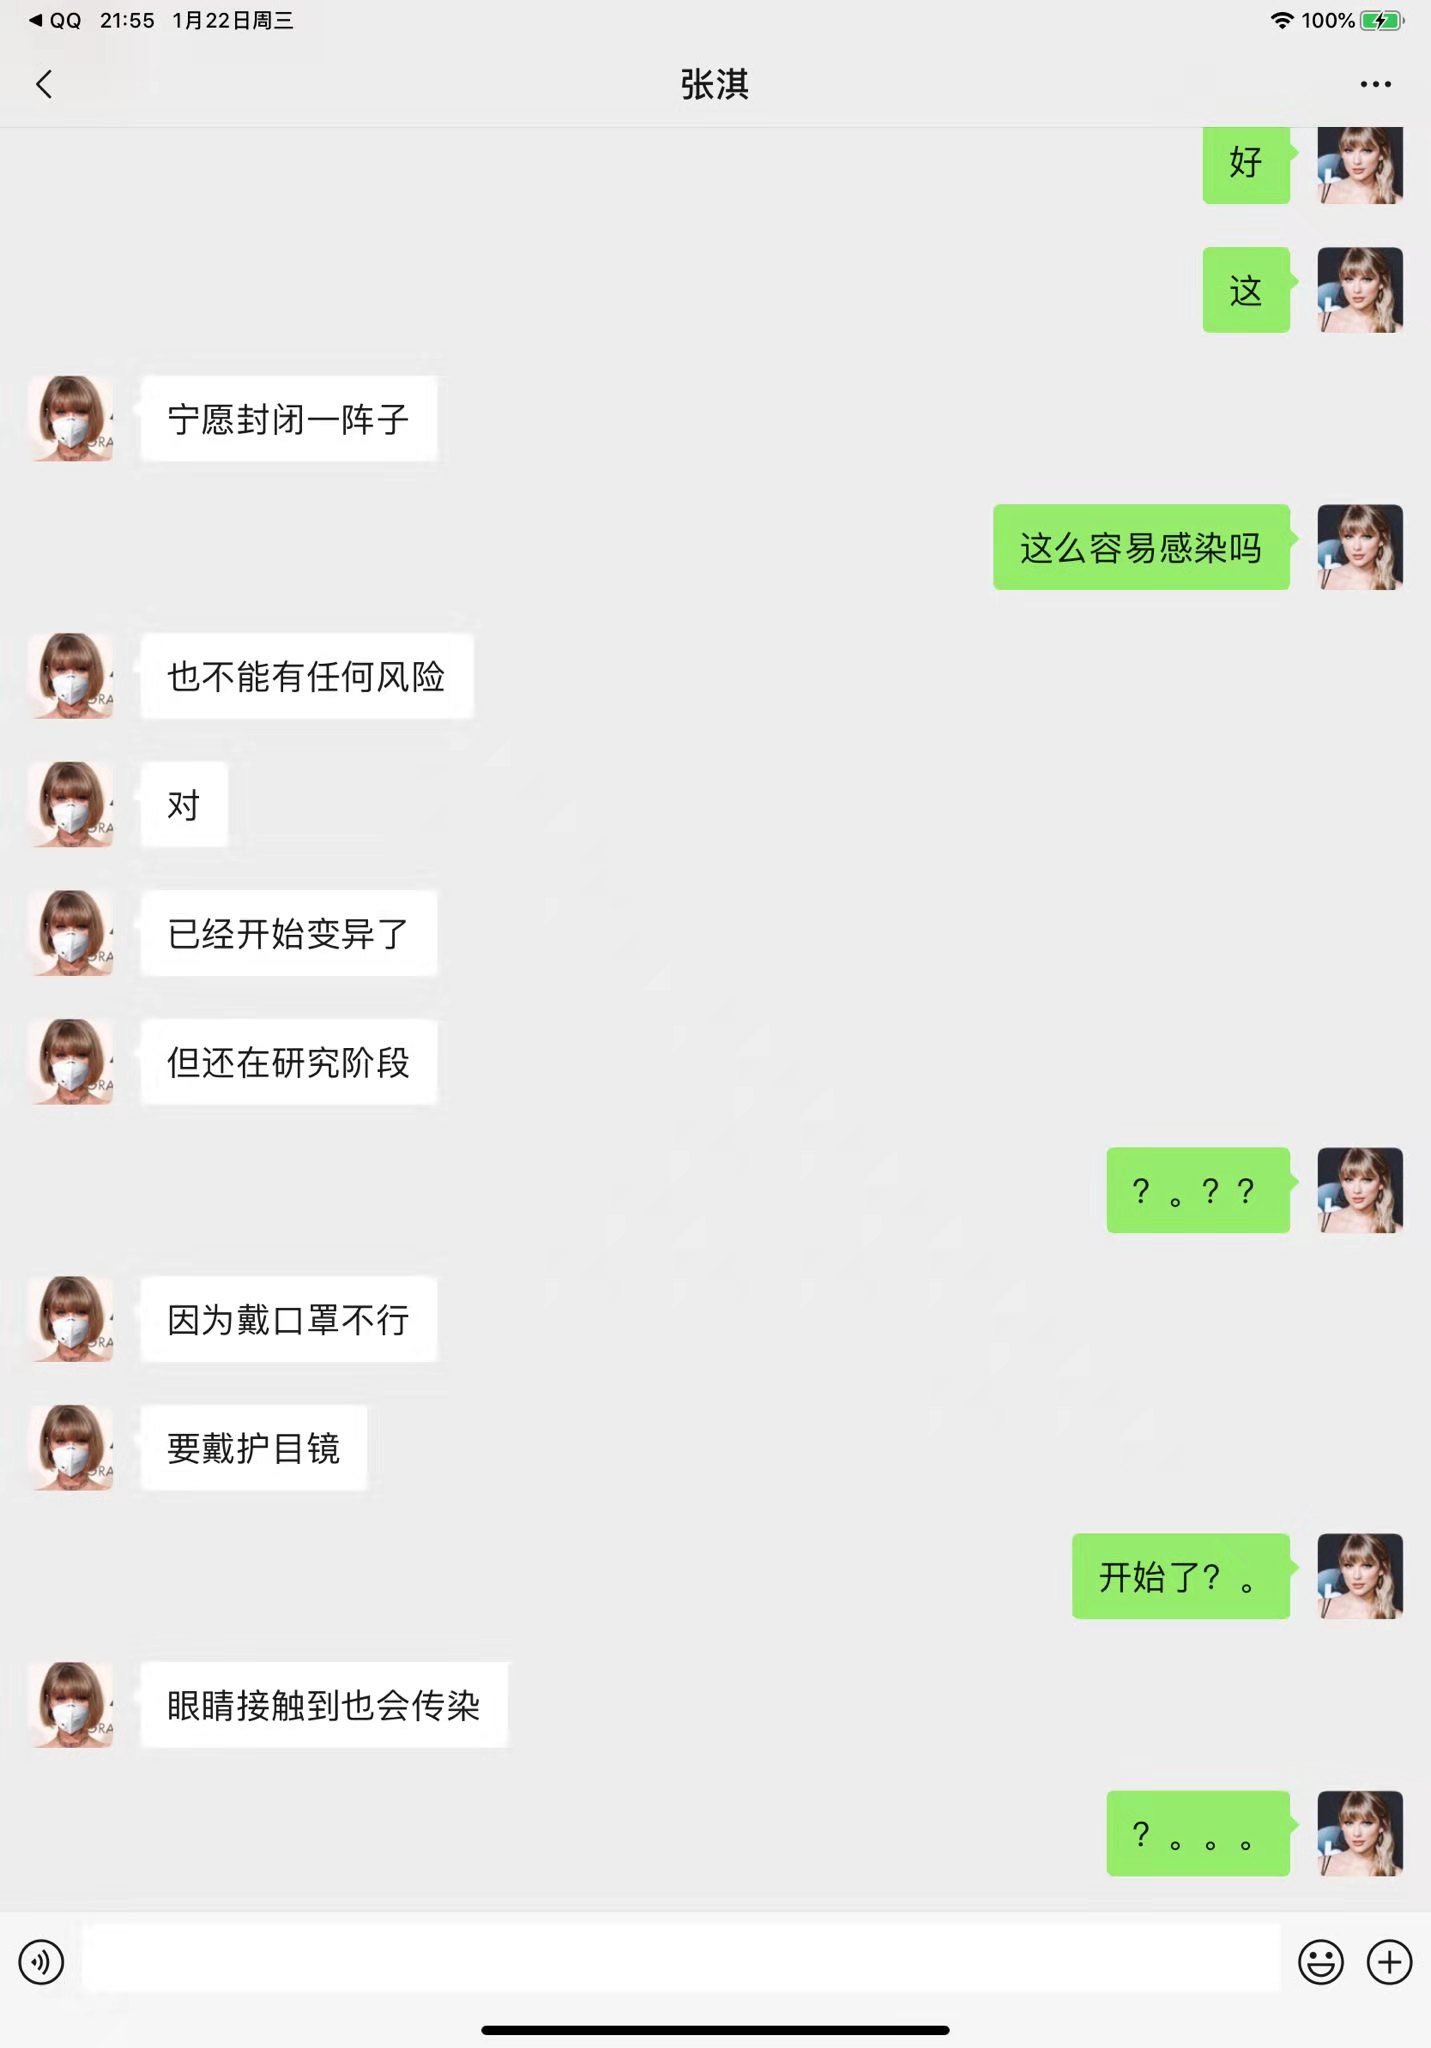 QQ 21:55 1月22日周三 100%
张淇
好
这
宁愿封闭一阵子
这么容易感染吗
也不能有任何风险
对
已经开始变异了
但还在研究阶段
？。？？
因为戴口罩不行
要戴护目镜
开始了？。
眼睛接触到也会传染
？。。。